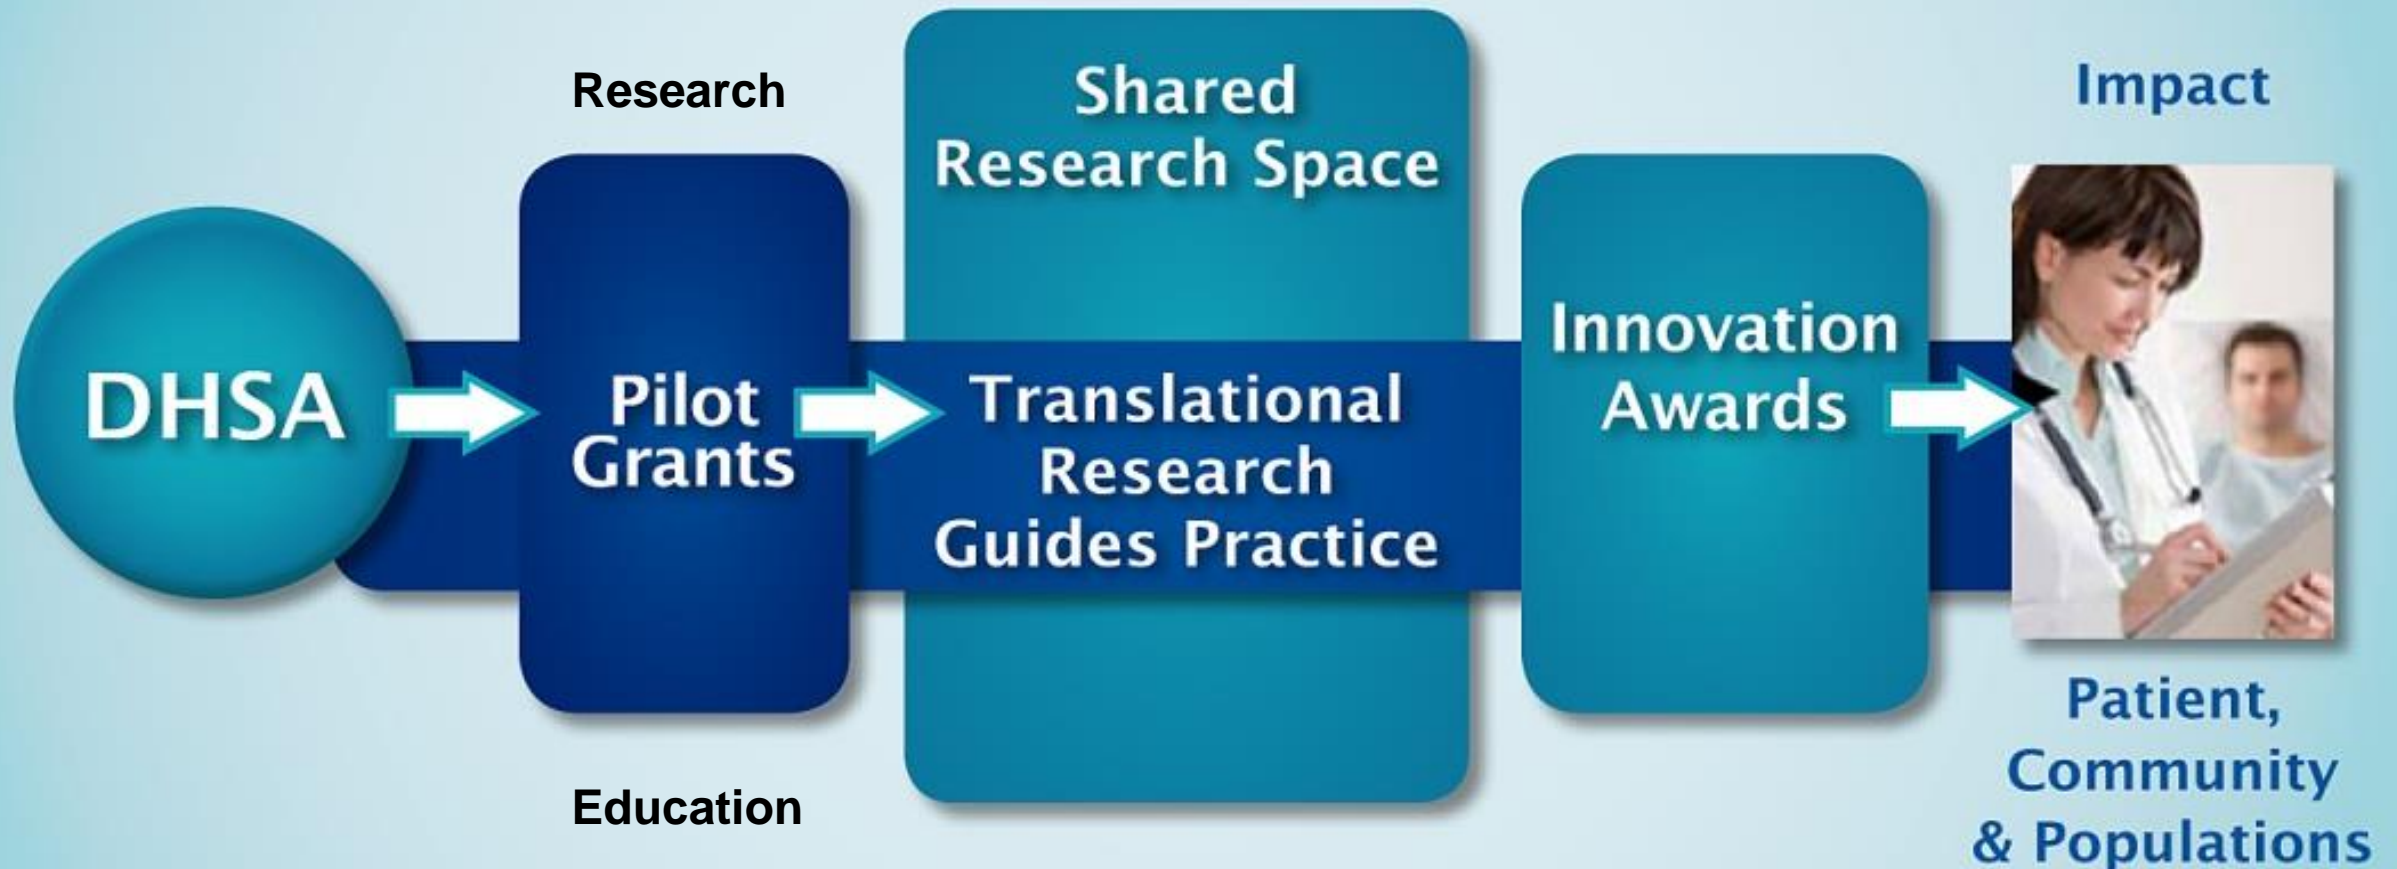 DHSA
Research
Pilot
Grants
Education
Shared
Research Space
Translational
Research
Guides Practice
Innovation
Awards
Impact
Patient,
Community
& Populations